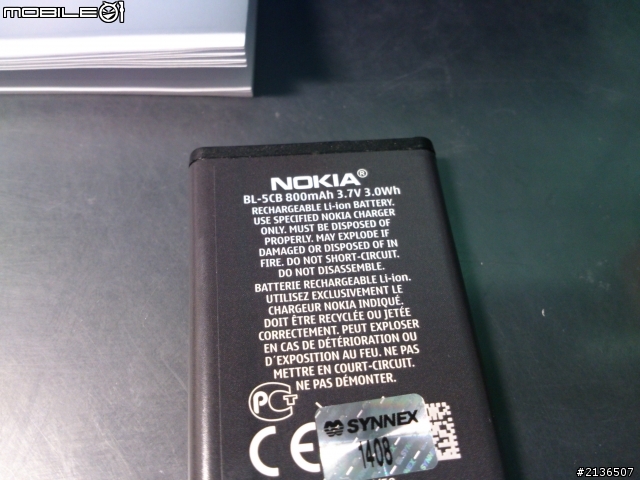 MOBILE01
NOKIA®
BL-5CB 800mAh 3.7V 3.0Wh
RECHARGEABLE Li-ion BATTERY.
USE SPECIFIED NOKIA CHARGER
ONLY. MUST BE DISPOSED OF
PROPERLY. MAY EXPLODE IF
DAMAGED OR DISPOSED OF IN
FIRE. DO NOT SHORT-CIRCUIT.
DO NOT DISASSEMBLE.
BATTERIE RECHARGEABLE Li-ion.
UTILISEZ EXCLUSIVEMENT LE
CHARGEUR NOKIA INDIQUÉ.
DOIT ÊTRE RECYCLÉE OU JETÉE
CORRECTEMENT. PEUT EXPLOSER
EN CAS DE DÉTÉRIORATION OU
D'EXPOSITION AU FEU. NE PAS
METTRE EN COURT-CIRCUIT.
NE PAS DÉMONTER.
PCT
CE
SYNNEX
1408
#2136507